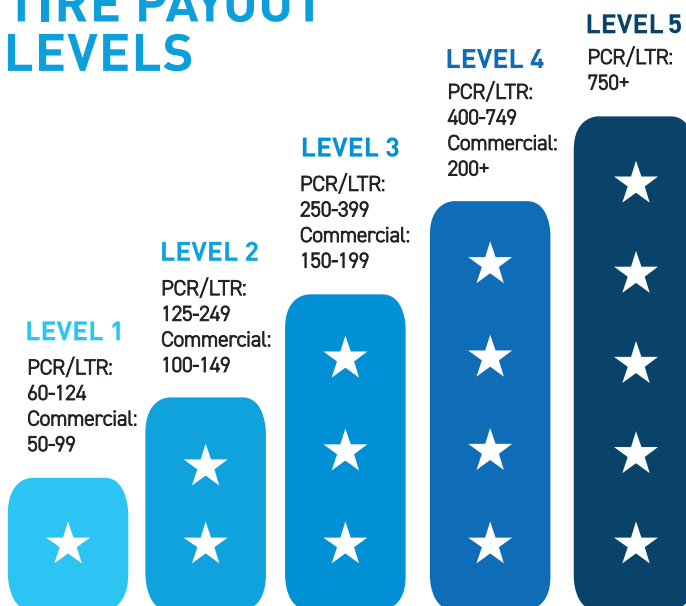 TIRE PAYOUT
LEVELS
LEVEL 1
PCR/LTR:
60-124
Commercial:
50-99
LEVEL 2
PCR/LTR:
125-249
Commercial:
100-149
LEVEL 3
PCR/LTR:
250-399
Commercial:
150-199
LEVEL 4
PCR/LTR:
400-749
Commercial:
200+
LEVEL 5
PCR/LTR:
750+